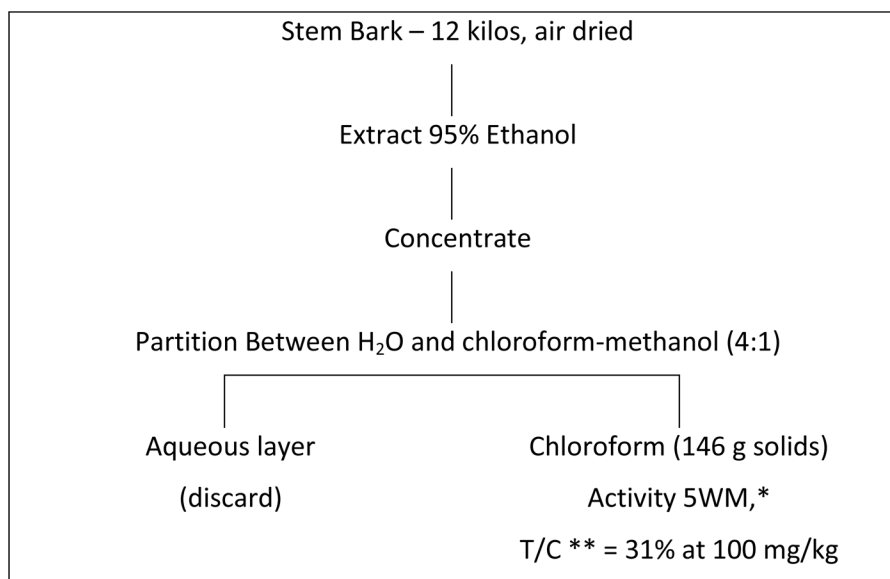 Stem Bark – 12 kilos, air dried
Extract 95% Ethanol
Concentrate
Partition Between H₂O and chloroform-methanol (4:1)
Aqueous layer
(discard)
Chloroform (146 g solids)
Activity 5WM,*
T/C ** = 31% at 100 mg/kg